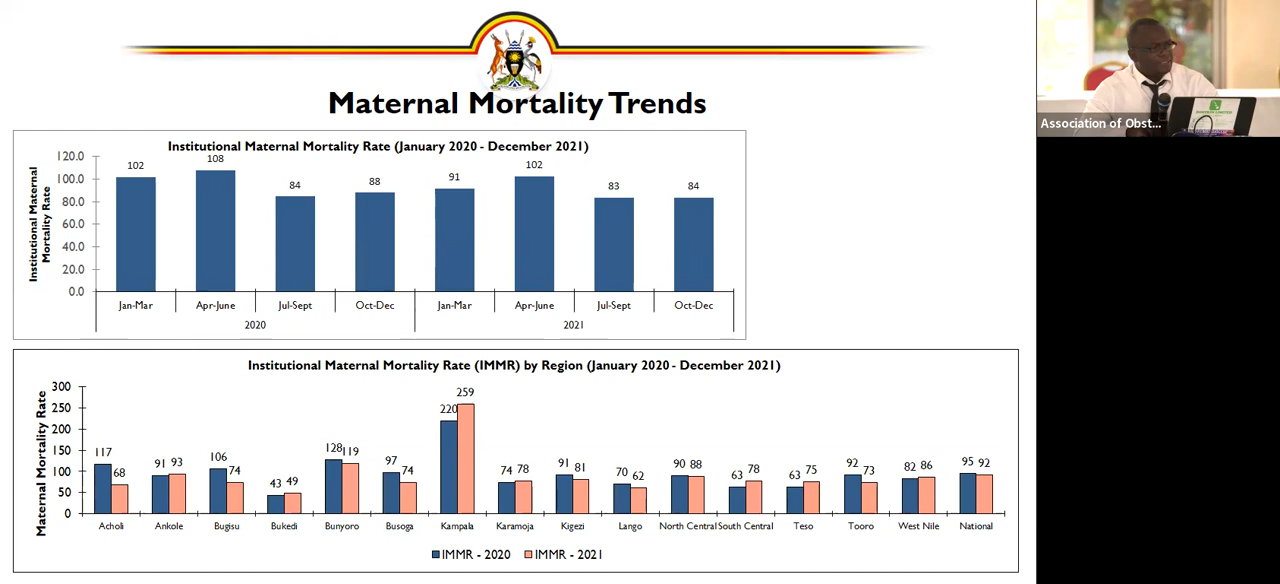 Maternal Mortality Trends
Institutional Maternal Mortality Rate (January 2020 - December 2021)
Institutional Maternal
Mortality Rate
120.0
100.0
80.0
60.0
40.0
20.0
0.0
102 108 84 88 91 102 83 84
Jan-Mar Apr-June Jul-Sept Oct-Dec Jan-Mar Apr-June Jul-Sept Oct-Dec
2020 2021
Institutional Maternal Mortality Rate (IMMR) by Region (January 2020 - December 2021)
Maternal Mortality Rate
300
250
200
150
100
50
0
117 68 91 93 106 74 43 49 128 119 97 74 220 259 74 78 91 81 70 62 90 88 63 78 63 75 92 73 82 86 95 92
Acholi Ankole Bugisu Bukedi Bunyoro Busoga Kampala Karamoja Kigezi Lango North Central South Central Teso Tooro West Nile National
IMMR - 2020 IMMR - 2021
Association of Obst...